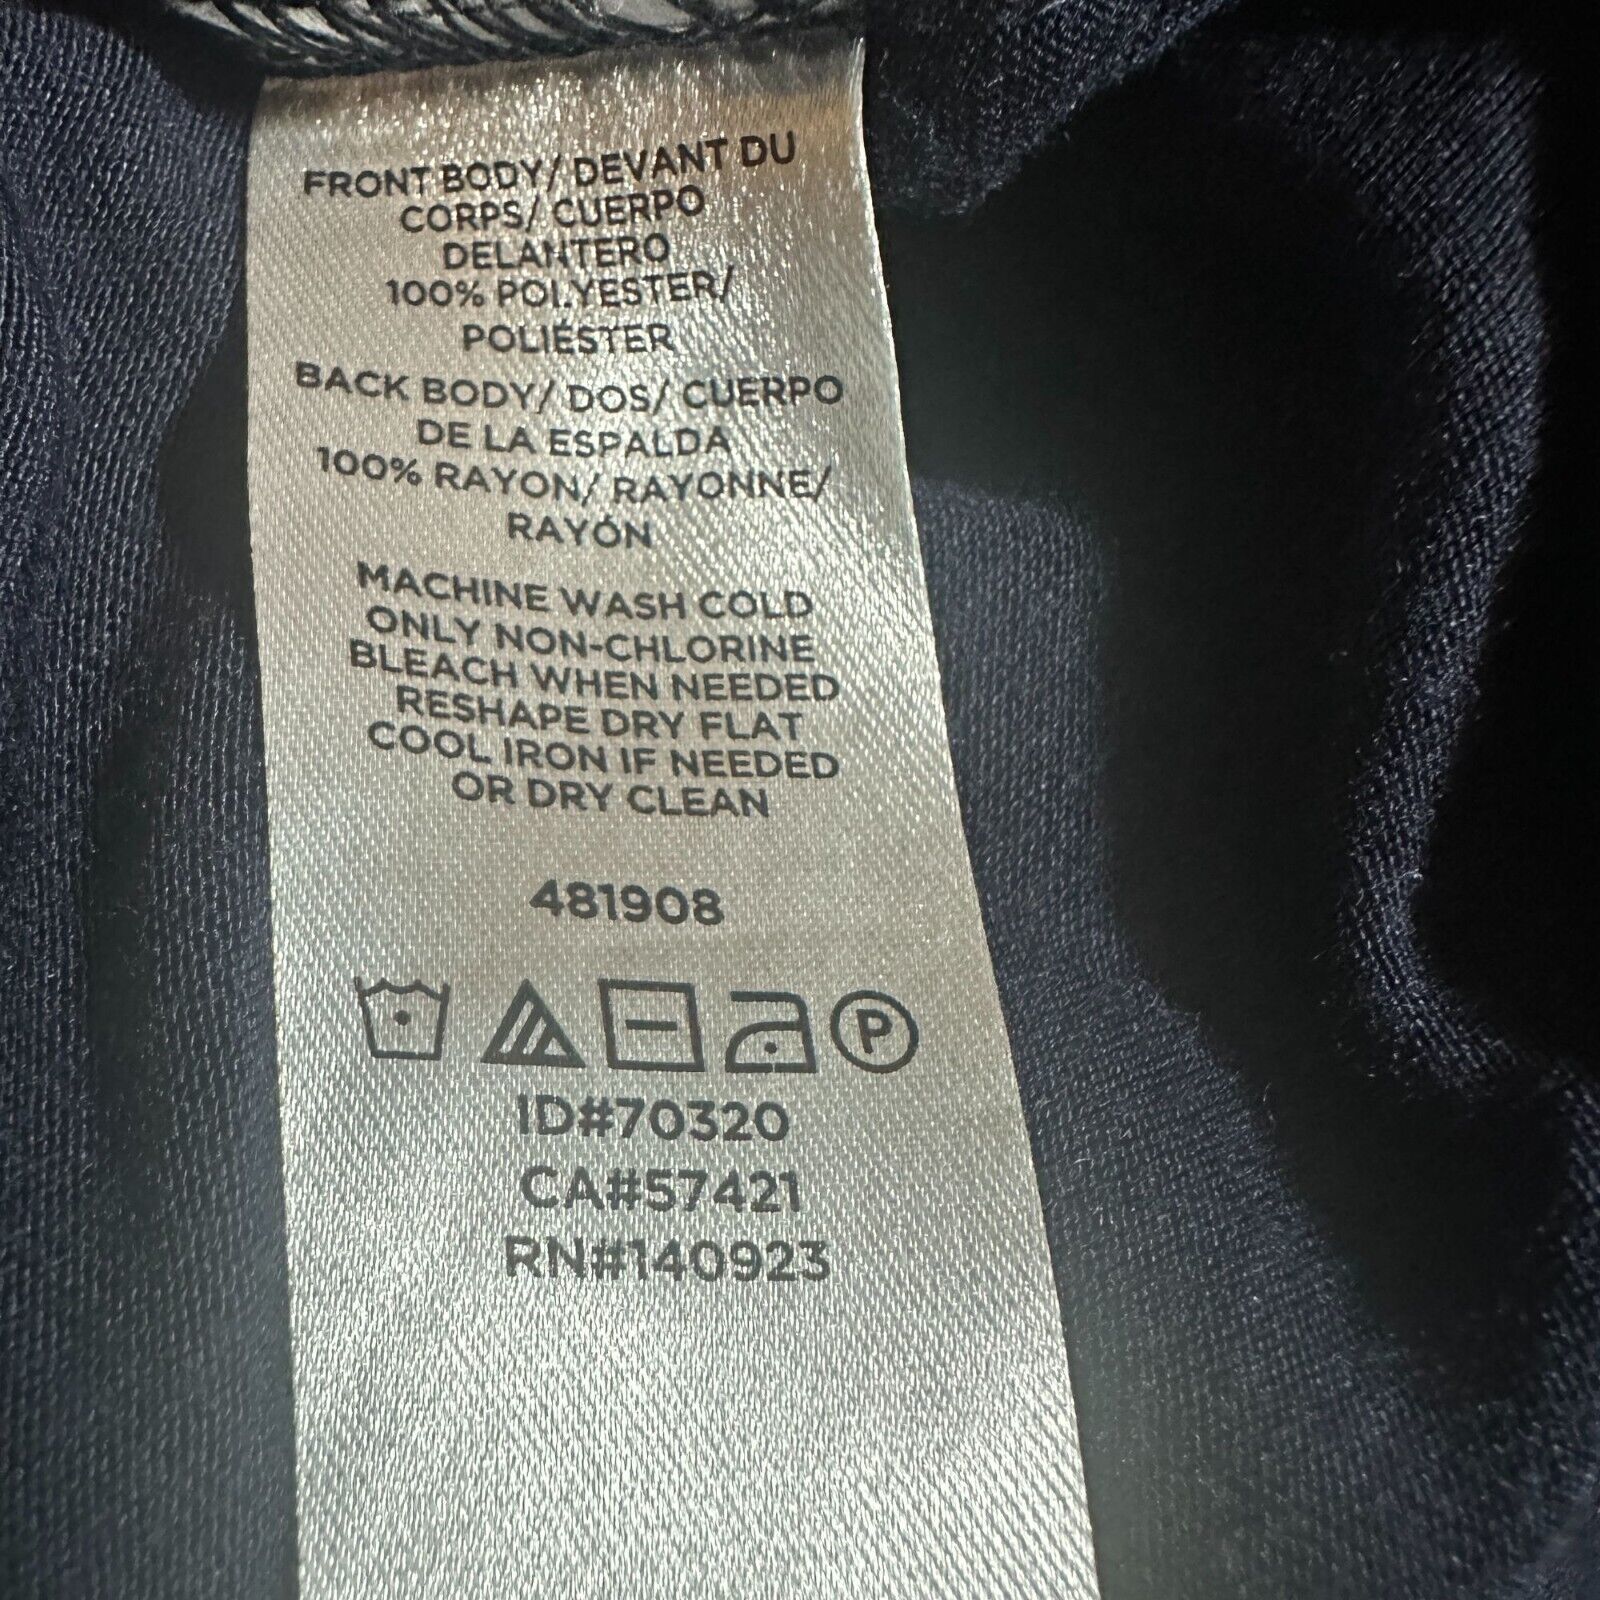 FRONT BODY/ DEVANT DU
CORPS/ CUERPO
DELANTERO
100% POLYESTER/
POLIÉSTER
BACK BODY/ DOS/ CUERPO
DE LA ESPALDA
100% RAYON/ RAYONNE/
RAYÓN
MACHINE WASH COLD
ONLY NON-CHLORINE
BLEACH WHEN NEEDED
RESHAPE DRY FLAT
COOL IRON IF NEEDED
OR DRY CLEAN
481908
P
ID#70320
CA#57421
RN#140923